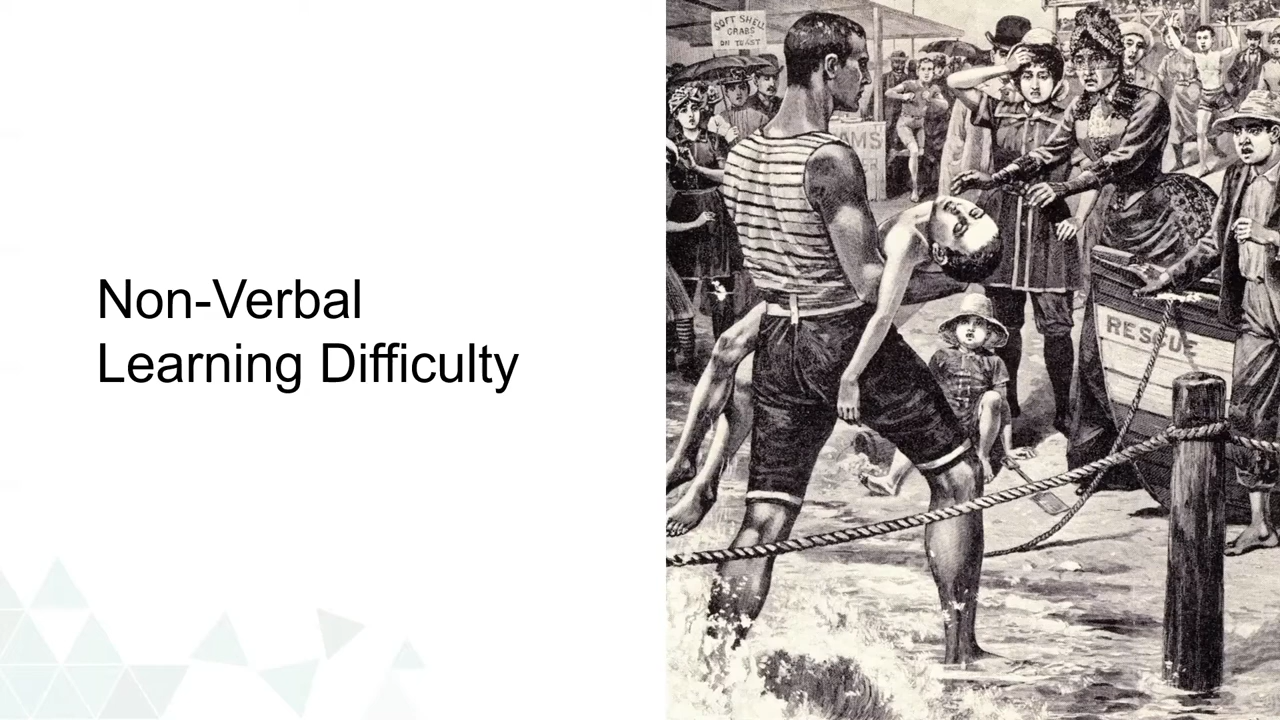 Non-Verbal
Learning Difficulty
SOFT SHELL
CRABS
ON TOAST
RESCUE